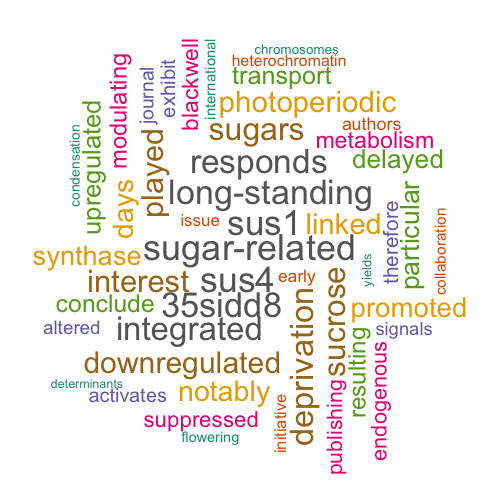 chromosomes
heterochromatin
transport
photoperiodic
sugars
authors
metabolism
responds
delayed
long-standing
issue
sus1
linked
sugar-related
synthase
interest
sus4
early
35sidd8
promoted
conclude
integrated
altered
signals
downregulated
determinants
activates
notably
suppressed
flowering
modulating
journal
exhibit
blackwell
international
condensation
upregulated
days
played
particular
therefore
collaboration
yields
deprivation
sucrose
resulting
publishing
endogenous
initiative